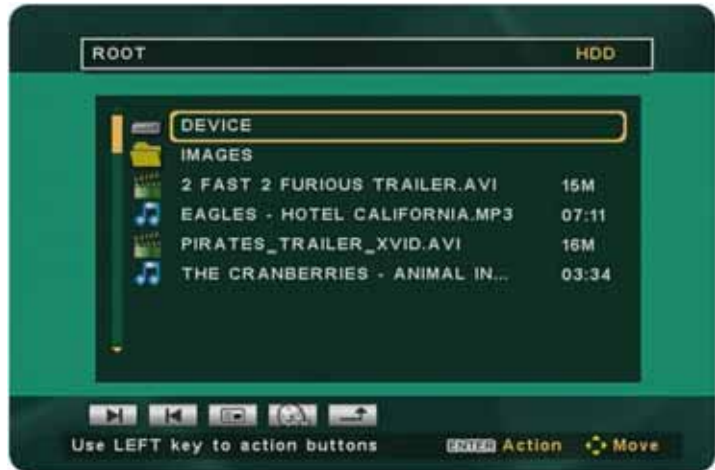 ROOT HDD
DEVICE
IMAGES
2 FAST 2 FURIOUS TRAILER.AVI 15M
EAGLES - HOTEL CALIFORNIA.MP3 07:11
PIRATES_TRAILER_XVID.AVI 16M
THE CRANBERRIES - ANIMAL IN... 03:34
Use LEFT key to action buttons ENTER Action Move